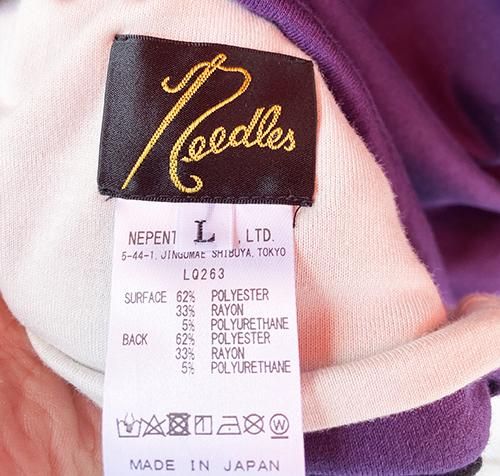 Needles
L
NEPENT , LTD.
5-44-1, JINGUMAE SHIBUYA, TOKYO
LQ263
SURFACE 62% POLYESTER
33% RAYON
5% POLYURETHANE
BACK 62% POLYESTER
33% RAYON
5% POLYURETHANE
MADE IN JAPAN